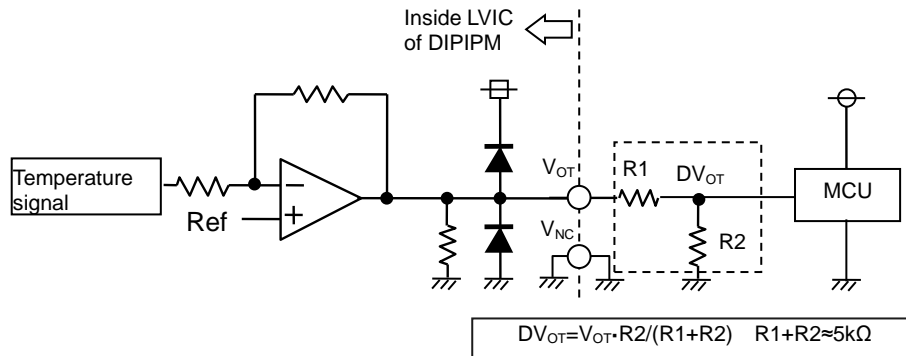 Inside LVIC
of DIPIPM
Temperature
signal
Ref
−
+
VOT
VNC
R1
DVOT
R2
MCU
DVOT=VOT·R2/(R1+R2) R1+R2≈5kΩ